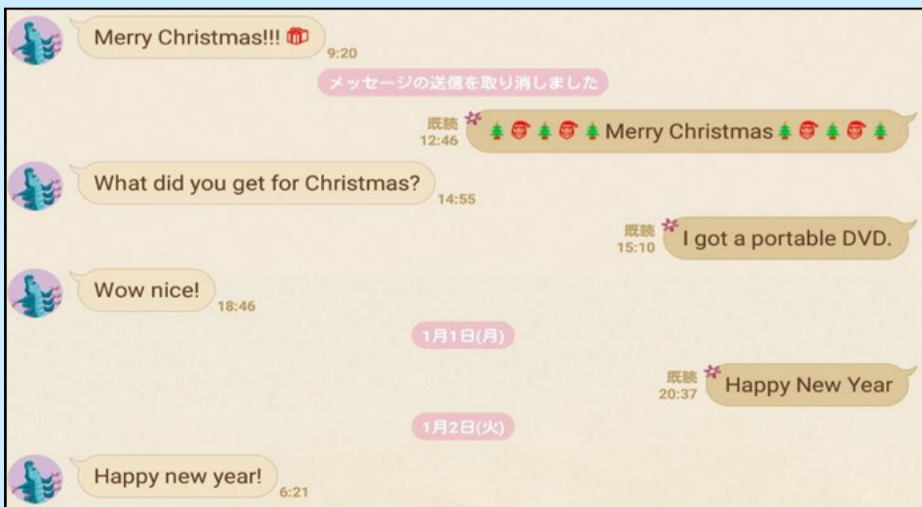 Merry Christmas!!! 🎁
9:20
メッセージの送信を取り消しました
既読
12:46
🎄🎅🎄🎅🎄Merry Christmas🎄🎅🎄🎅🎄
What did you get for Christmas?
14:55
既読
15:10
I got a portable DVD.
Wow nice!
18:46
1月1日(月)
既読
20:37
Happy New Year
1月2日(火)
Happy new year!
6:21